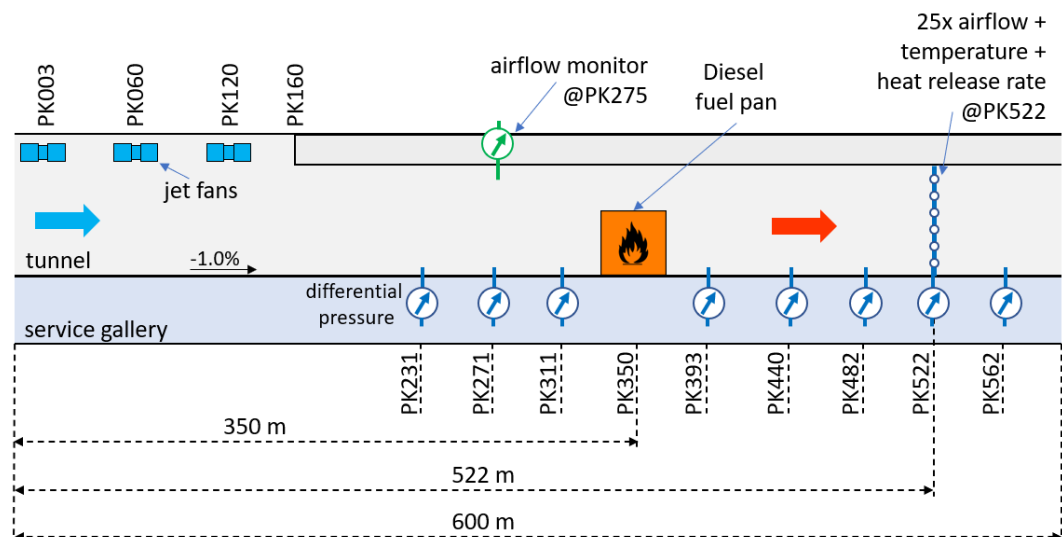 PK003
PK060
PK120
PK160
airflow monitor
@PK275
Diesel
fuel pan
25x airflow +
temperature +
heat release rate
@PK522
jet fans
tunnel
-1.0%
differential
pressure
service gallery
PK231
PK271
PK311
PK350
PK393
PK440
PK482
PK522
PK562
350 m
522 m
600 m